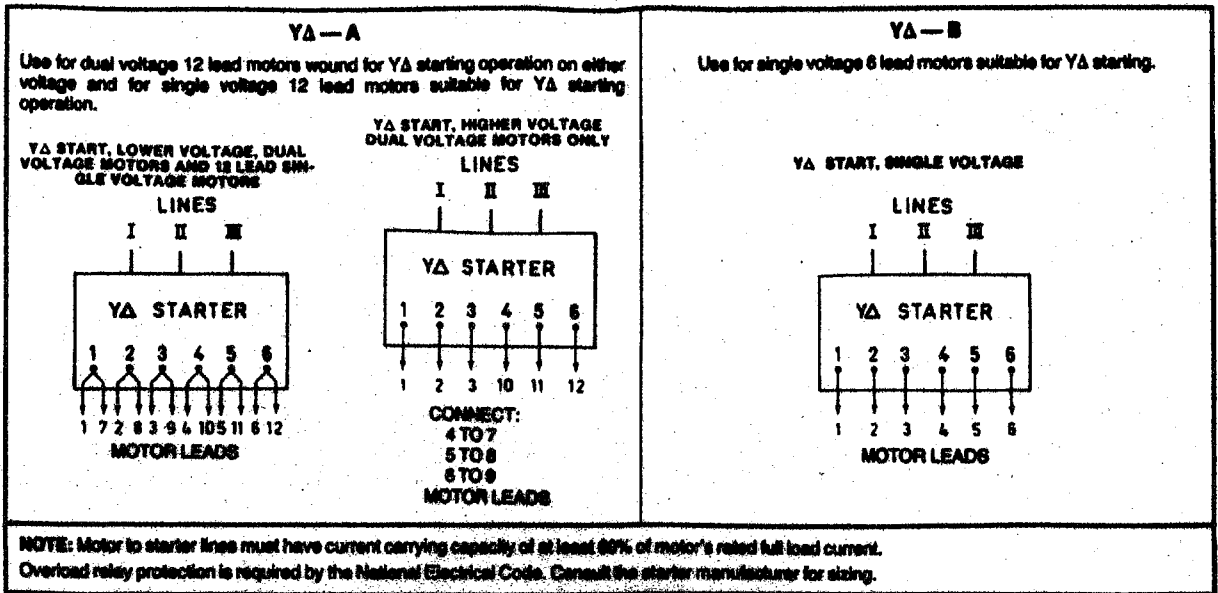 YΔ — A
Use for dual voltage 12 lead motors wound for YΔ starting operation on either
voltage and for single voltage 12 lead motors suitable for YΔ starting
operation.
YΔ START, LOWER VOLTAGE, DUAL
VOLTAGE MOTORS AND 12 LEAD SIN-
GLE VOLTAGE MOTORS
LINES
I II III
YΔ STARTER
1 2 3 4 5 6
1 7 2 8 3 9 4 10 5 11 6 12
MOTOR LEADS
YΔ START, HIGHER VOLTAGE
DUAL VOLTAGE MOTORS ONLY
LINES
I II III
YΔ STARTER
1 2 3 4 5 6
1 2 3 10 11 12
CONNECT:
4 TO 7
5 TO 8
6 TO 9
MOTOR LEADS
YΔ — B
Use for single voltage 6 lead motors suitable for YΔ starting.
YΔ START, SINGLE VOLTAGE
LINES
I II III
YΔ STARTER
1 2 3 4 5 6
1 2 3 4 5 6
MOTOR LEADS
NOTE: Motor to starter lines must have current carrying capacity of at least of motor's rated full load current.
Overload relay protection is required by the National Electrical Code. Consult the starter manufacturer for sizing.